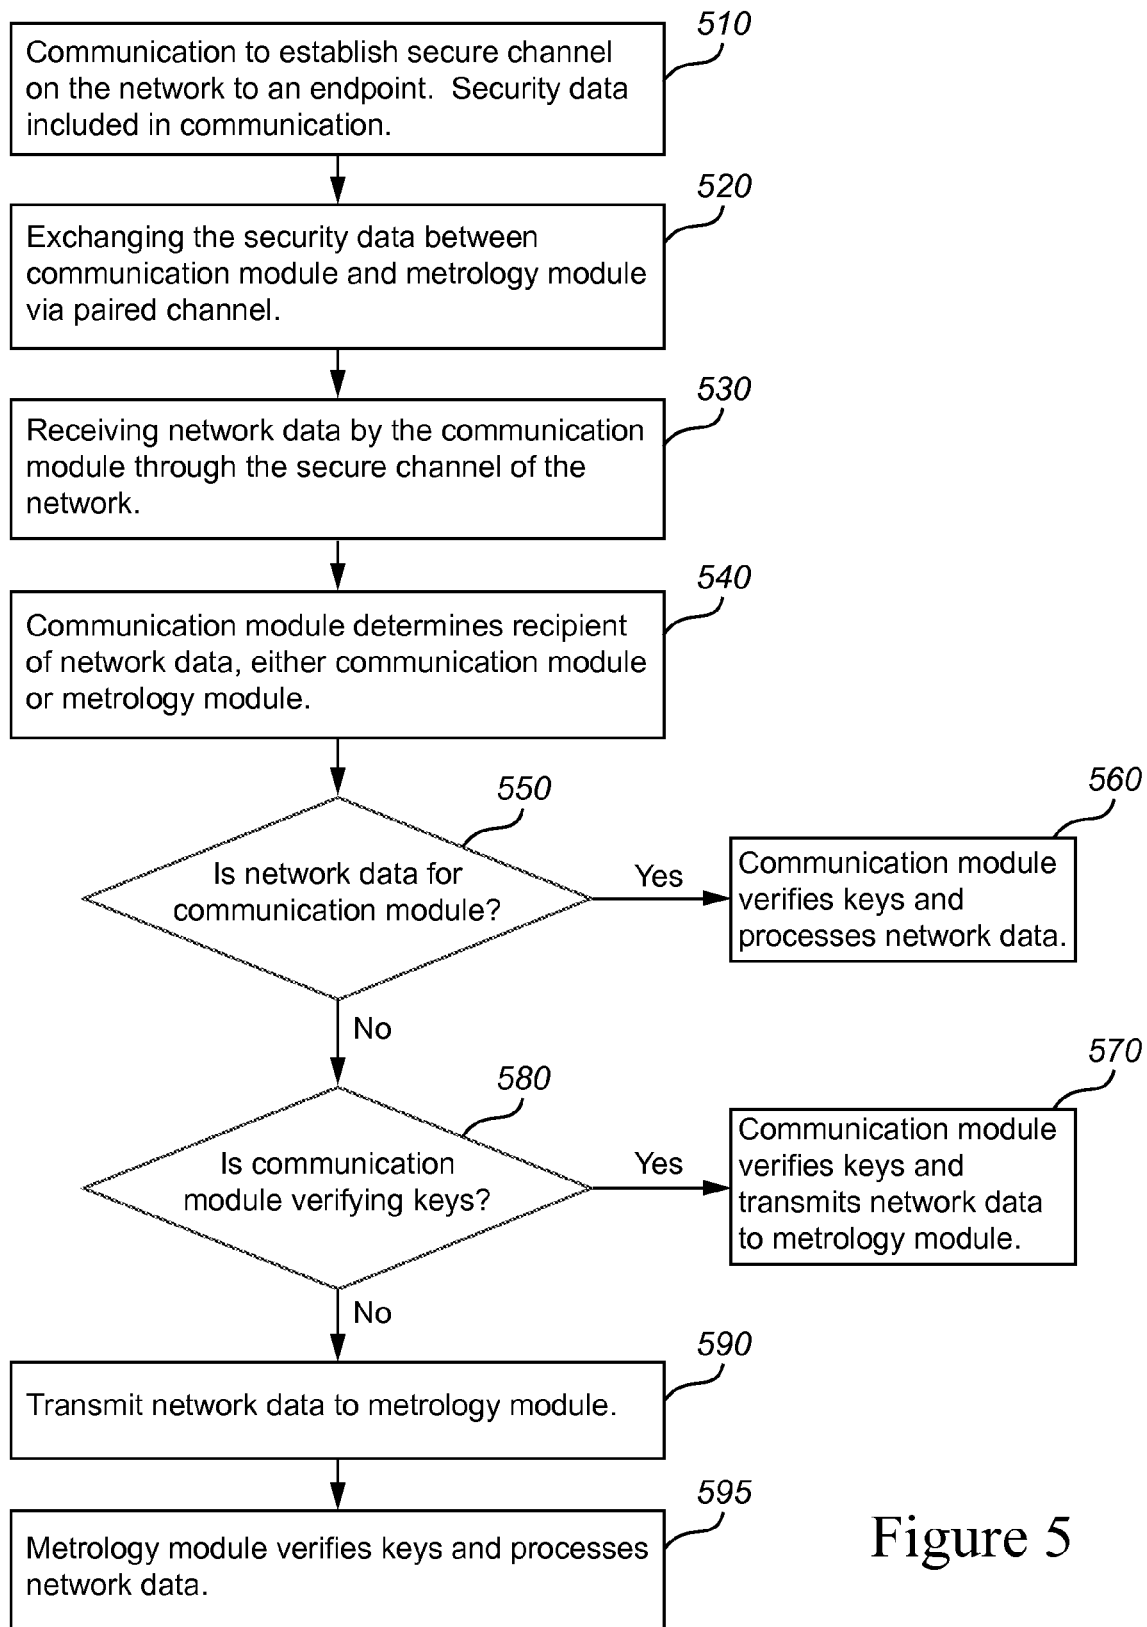 510
Communication to establish secure channel
on the network to an endpoint. Security data
included in communication.
520
Exchanging the security data between
communication module and metrology module
via paired channel.
530
Receiving network data by the communication
module through the secure channel of the
network.
540
Communication module determines recipient
of network data, either communication module
or metrology module.
550
Is network data for
communication module?
Yes
560
Communication module
verifies keys and
processes network data.
No
580
Is communication
module verifying keys?
Yes
570
Communication module
verifies keys and
transmits network data
to metrology module.
No
590
Transmit network data to metrology module.
595
Metrology module verifies keys and processes
network data.
Figure 5